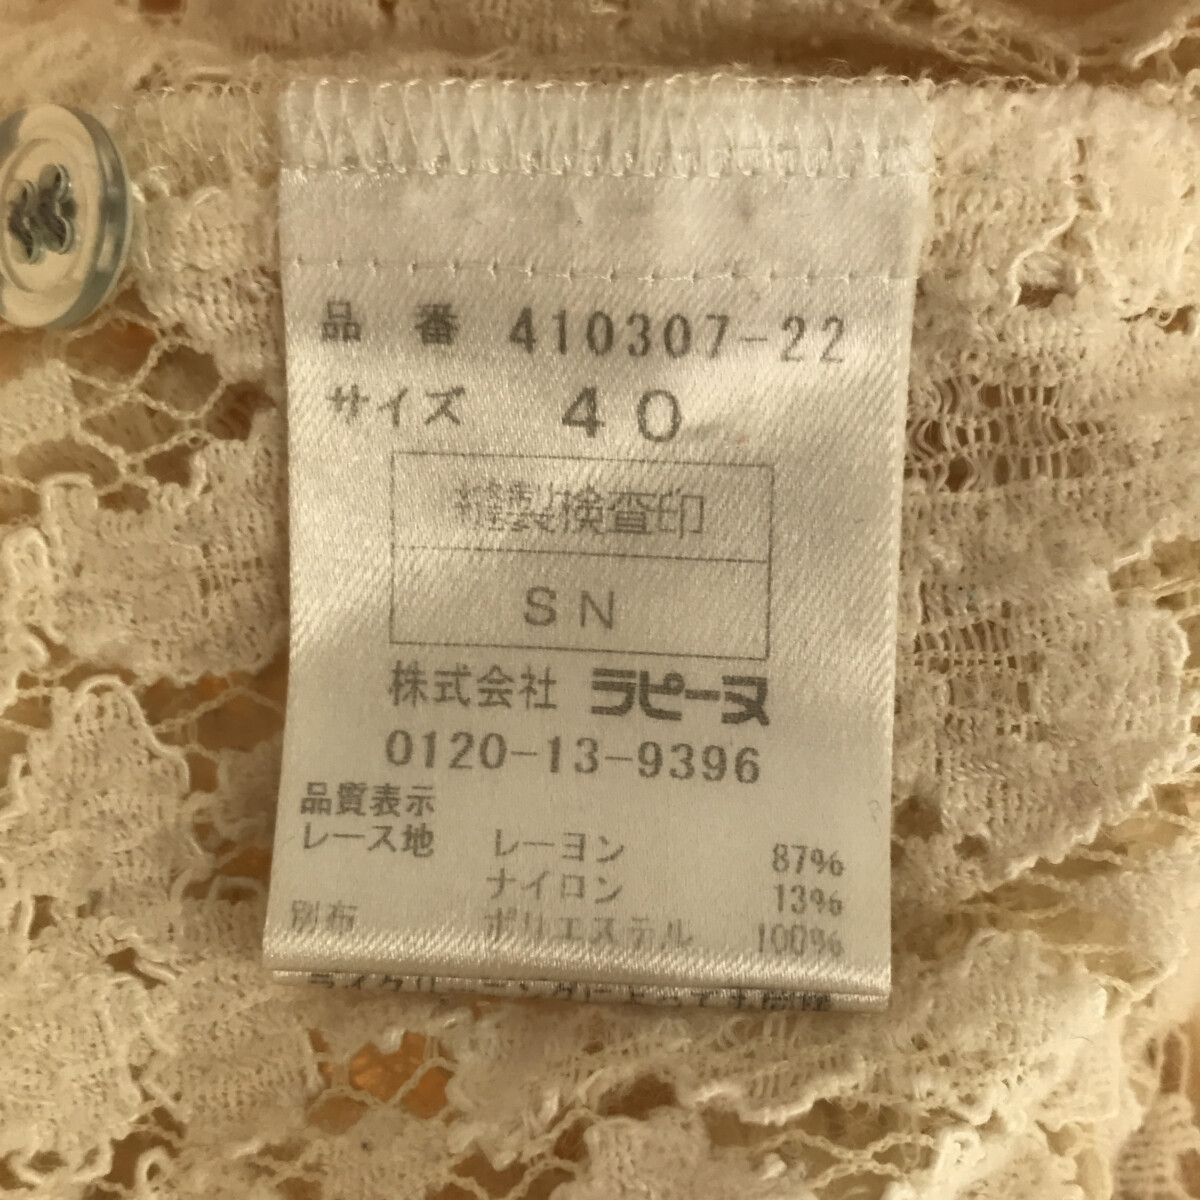 品番 410307-22
サイズ 40
縫製検査印
SN
株式会社 ラピーヌ
0120-13-9396
品質表示
レース地 レーヨン 87%
ナイロン 13%
別布 ポリエステル 100%